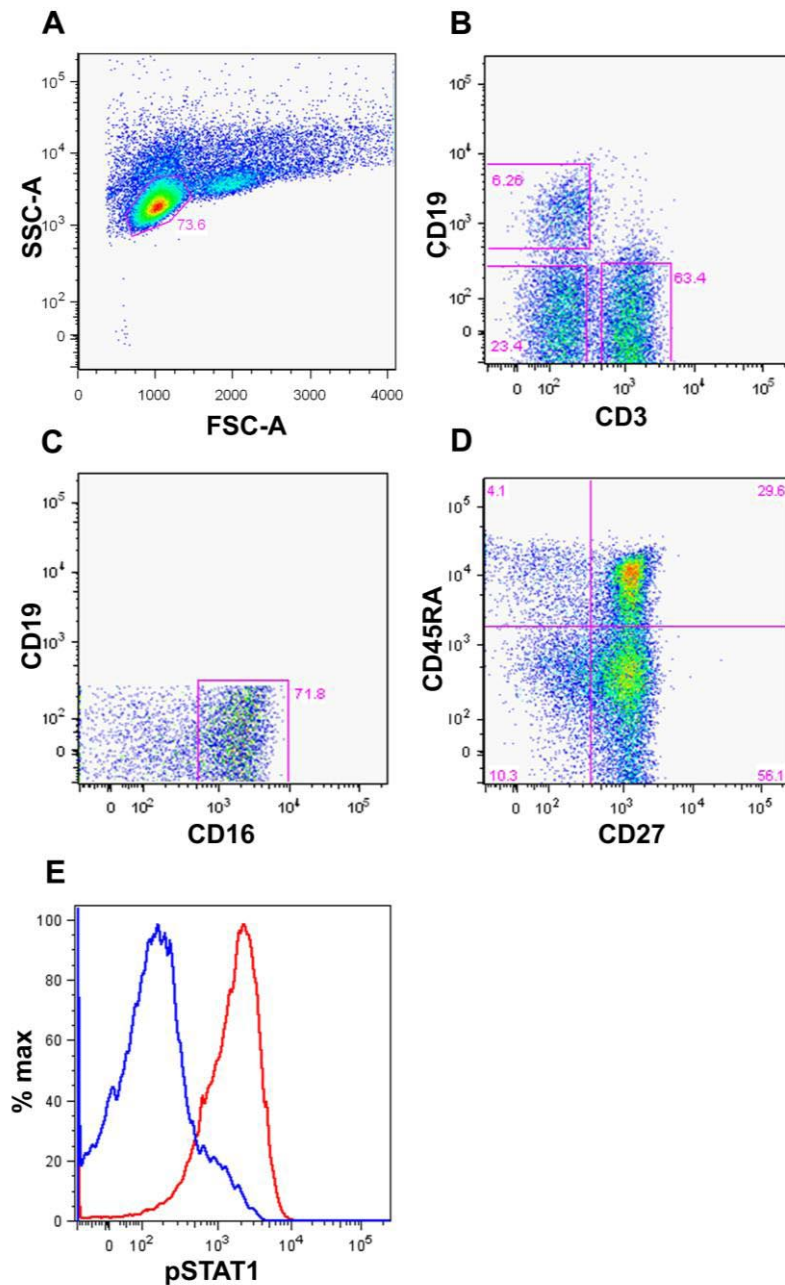 A
SSC-A
10^5
10^4
10^3
10^2
0
73.6
0 1000 2000 3000 4000
FSC-A
B
CD19
10^5
10^4
10^3
10^2
0
6.26
63.4
23.4
0 10^2 10^3 10^4 10^5
CD3
C
CD19
10^5
10^4
10^3
10^2
0
71.8
0 10^2 10^3 10^4 10^5
CD16
D
CD45RA
4.1 29.6
10^5
10^4
10^3
10^2
0
10.3 56.1
0 10^2 10^3 10^4 10^5
CD27
E
% max
100
80
60
40
20
0
0 10^2 10^3 10^4 10^5
pSTAT1